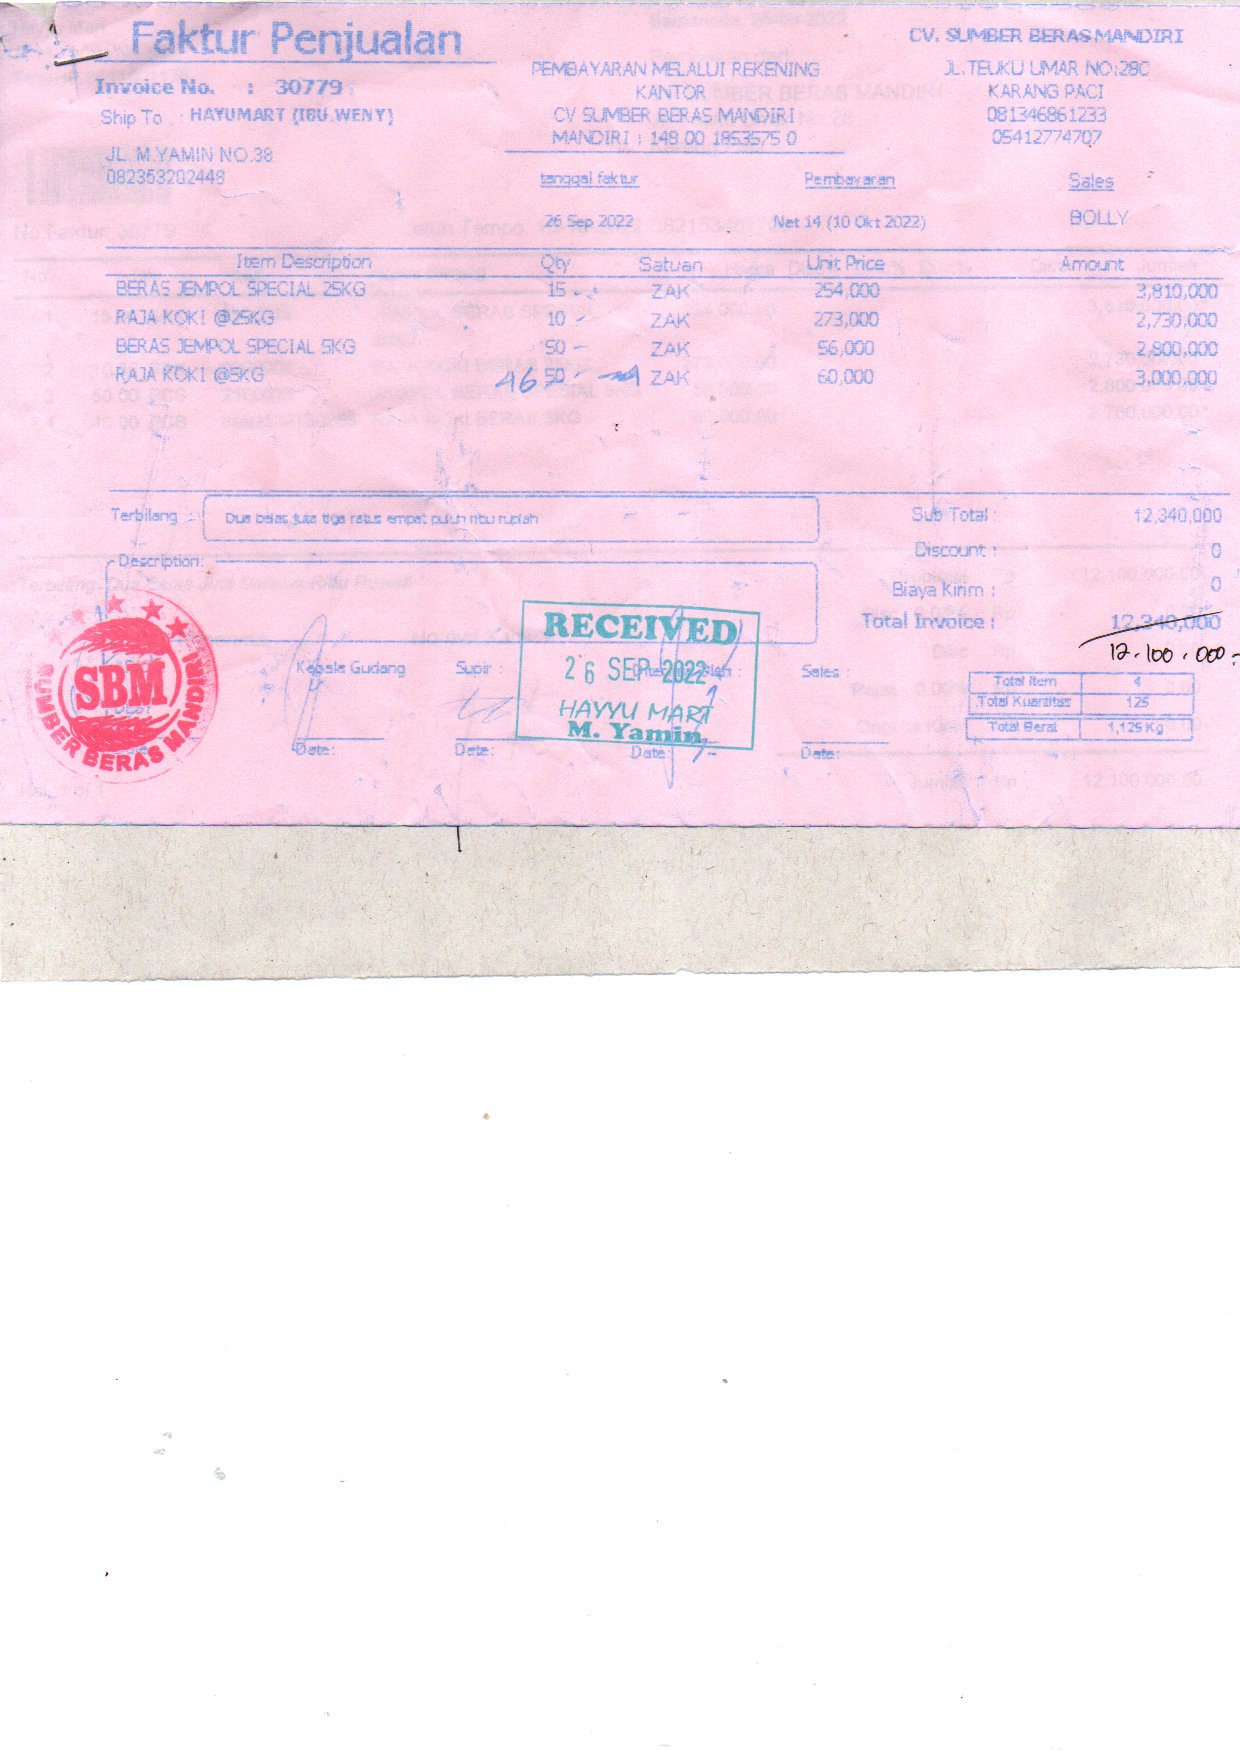 Faktur Penjualan
Invoice No. : 30779
Ship To : HAYUMART (IBU WENY)
JL. M.YAMIN NO.38
082353202448
PEMBAYARAN MELALUI REKENING
KANTOR
CV SUMBER BERAS MANDIRI
MANDIRI : 148 00 1853575 0
CV. SUMBER BERAS MANDIRI
JL.TEUKU UMAR NO:28C
KARANG PACI
081346861233
05412774707
tanggal faktur Pembayaran Sales
26 Sep 2022 Net 14 (10 Okt 2022) BOLLY
Item Description Qty Satuan Unit Price Amount
BERAS JEMPOL SPECIAL 25KG 15 ZAK 254,000 3,810,000
RAJA KOKI @25KG 10 ZAK 273,000 2,730,000
BERAS JEMPOL SPECIAL 5KG 50 ZAK 56,000 2,800,000
RAJA KOKI @5KG 46 50 ZAK 60,000 3,000,000
Terbilang : Dua belas juta tiga ratus empat puluh ribu rupiah
Sub Total : 12,340,000
Discount : 0
Biaya Kirim : 0
Total Invoice : 12,340,000
12.100.000.-
Description:
SBM
SUMBER BERAS MANDIRI
Kepala Gudang Supir : Sales :
RECEIVED
26 SEP 2022
HAYYU MART
M. Yamin
Date: Date: Date: Date:
Total Item 4
Total Kuantitas 125
Total Berat 1,125 Kg